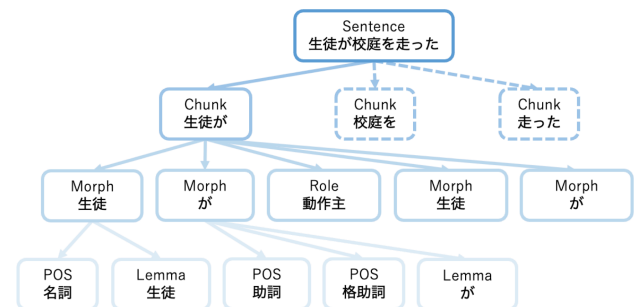 Sentence
生徒が校庭を走った
Chunk
生徒が
Chunk
校庭を
Chunk
走った
Morph
生徒
Morph
が
Role
動作主
Morph
生徒
Morph
が
POS
名詞
Lemma
生徒
POS
助詞
POS
格助詞
Lemma
が